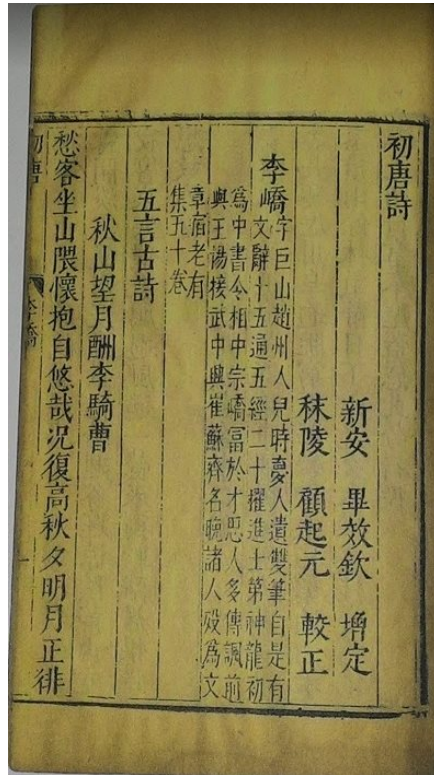 初唐詩
新安　畢效欽　增定
秣陵　顧起元　較正
李嶠字巨山趙州人兒時夢人遺雙筆自是有
文辭十五通五經二十擢進士第神龍初
為中書令相中宗嶠富於才思人多傳諷前
與王楊接武中與崔蘇齊名晚諸人歿為文
章宿老有
集五十卷
五言古詩
秋山望月酬李騎曹
愁客坐山隈懷抱自悠哉況復高秋夕明月正徘
初唐
李嶠